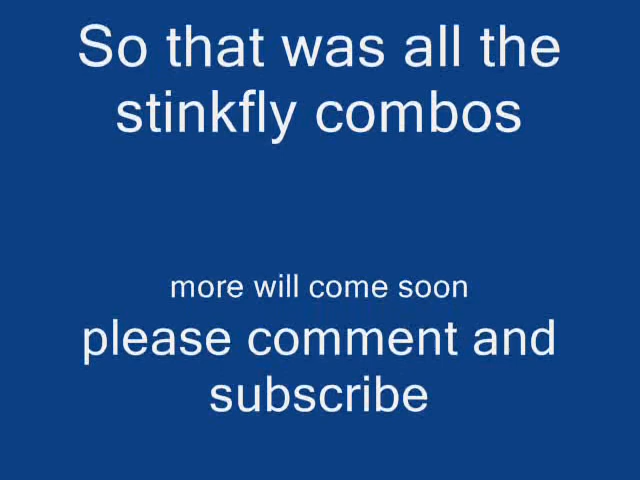 So that was all the
stinkfly combos
more will come soon
please comment and
subscribe